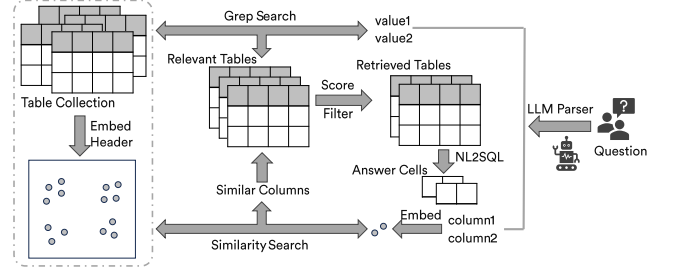 Grep Search
value1
value2
Relevant Tables
Retrieved Tables
Score
Filter
Table Collection
LLM Parser
?
Embed
Header
Question
NL2SQL
Answer Cells
Similar Columns
Embed
column1
column2
Similarity Search